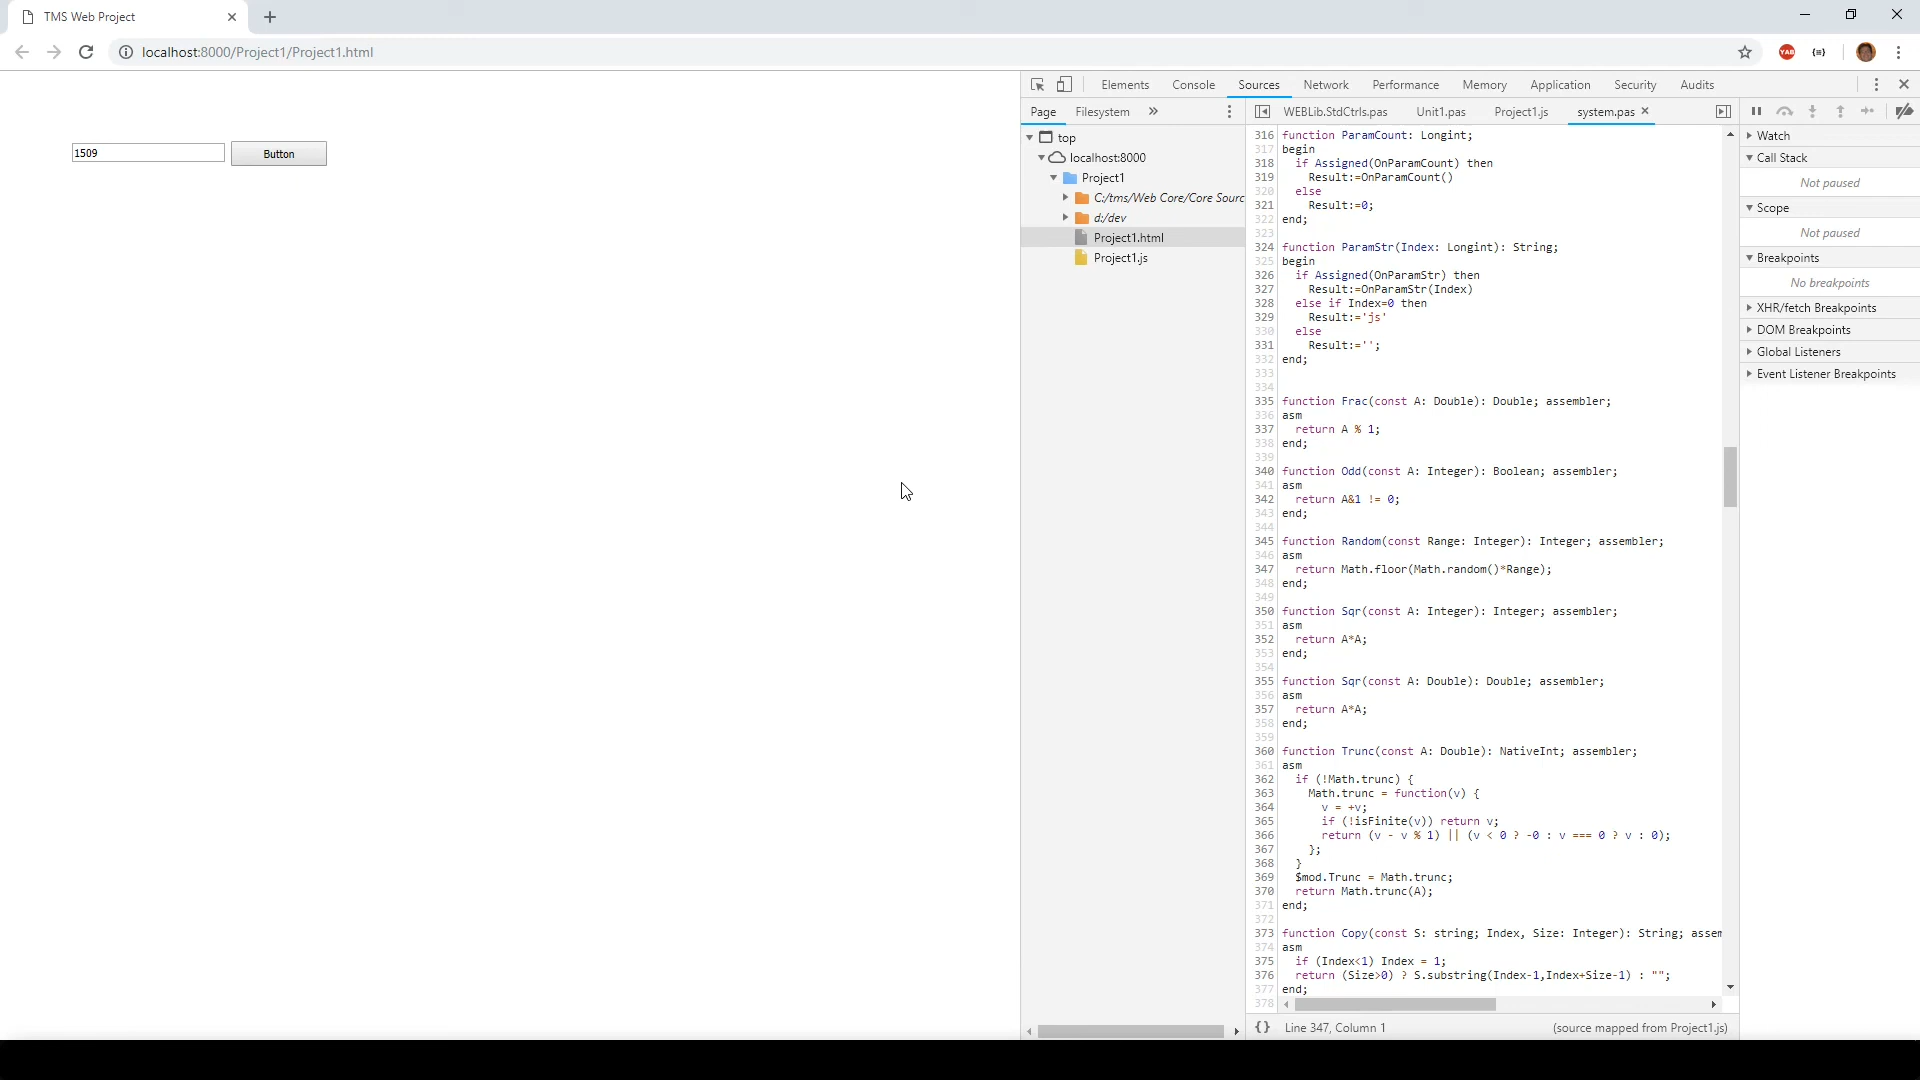 TMS Web Project
localhost:8000/Project1/Project1.html
YAB
1509
Button
Elements Console Sources Network Performance Memory Application Security Audits
Page Filesystem
WEBLib.StdCtrls.pas Unit1.pas Project1.js system.pas
top
localhost:8000
Project1
C:/tms/Web Core/Core Sourc
d:/dev
Project1.html
Project1.js
316 function ParamCount: Longint;
317 begin
318 if Assigned(OnParamCount) then
319 Result:=OnParamCount()
320 else
321 Result:=0;
322 end;
323
324 function ParamStr(Index: Longint): String;
325 begin
326 if Assigned(OnParamStr) then
327 Result:=OnParamStr(Index)
328 else if Index=0 then
329 Result:='js'
330 else
331 Result:='';
332 end;
333
334
335 function Frac(const A: Double): Double; assembler;
336 asm
337 return A % 1;
338 end;
339
340 function Odd(const A: Integer): Boolean; assembler;
341 asm
342 return A&1 != 0;
343 end;
344
345 function Random(const Range: Integer): Integer; assembler;
346 asm
347 return Math.floor(Math.random()*Range);
348 end;
349
350 function Sqr(const A: Integer): Integer; assembler;
351 asm
352 return A*A;
353 end;
354
355 function Sqr(const A: Double): Double; assembler;
356 asm
357 return A*A;
358 end;
359
360 function Trunc(const A: Double): NativeInt; assembler;
361 asm
362 if (!Math.trunc) {
363 Math.trunc = function(v) {
364 v = +v;
365 if (!isFinite(v)) return v;
366 return (v - v % 1) || (v < 0 ? -0 : v === 0 ? v : 0);
367 };
368 }
369 $mod.Trunc = Math.trunc;
370 return Math.trunc(A);
371 end;
372
373 function Copy(const S: string; Index, Size: Integer): String; assem
374 asm
375 if (Index<1) Index = 1;
376 return (Size>0) ? S.substring(Index-1,Index+Size-1) : "";
377 end;
378
{} Line 347, Column 1 (source mapped from Project1.js)
Watch
Call Stack
Not paused
Scope
Not paused
Breakpoints
No breakpoints
XHR/fetch Breakpoints
DOM Breakpoints
Global Listeners
Event Listener Breakpoints